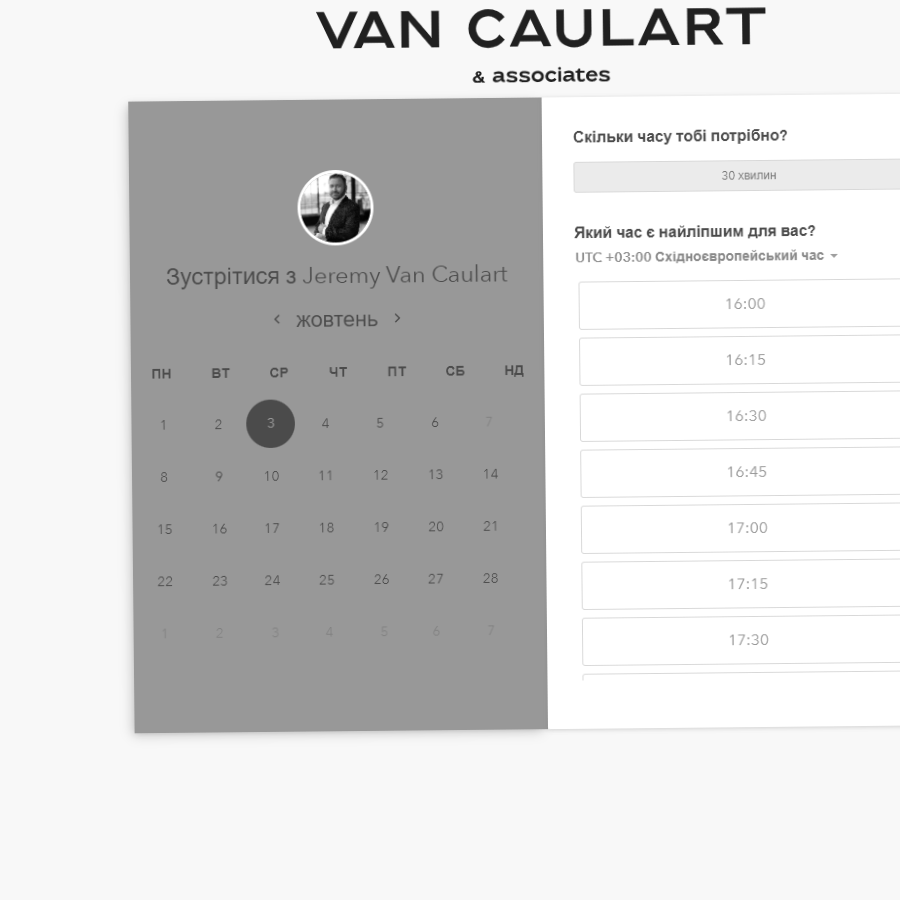 VAN CAULART
& associates
Зустрітися з Jeremy Van Caulart
жовтень
ПН ВТ СР ЧТ ПТ СБ НД
1 2 3 4 5 6 7
8 9 10 11 12 13 14
15 16 17 18 19 20 21
22 23 24 25 26 27 28
1 2 3 4 5 6 7
Скільки часу тобі потрібно?
30 хвилин
Який час є найліпшим для вас?
UTC +03:00 Східноєвропейський час
16:00
16:15
16:30
16:45
17:00
17:15
17:30